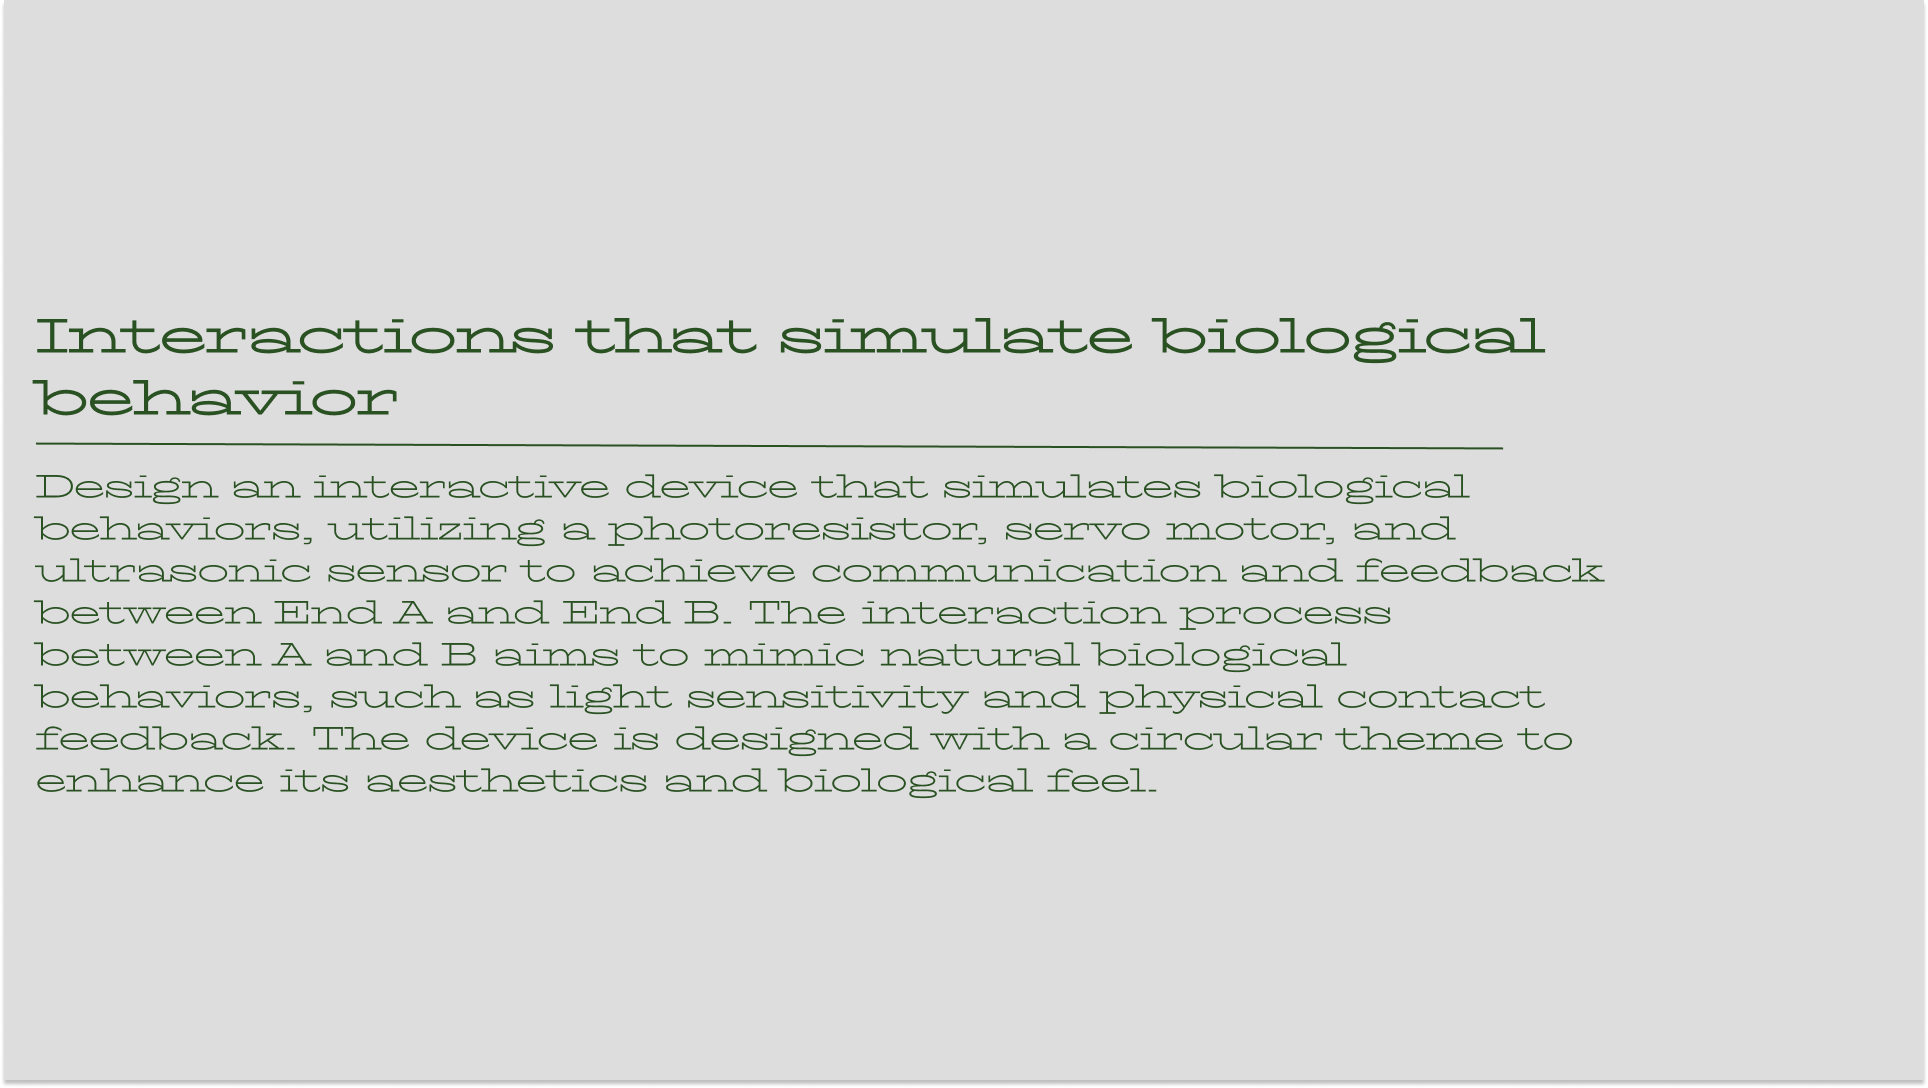 Interactions that simulate biological
behavior
Design an interactive device that simulates biological
behaviors, utilizing a photoresistor, servo motor, and
ultrasonic sensor to achieve communication and feedback
between End A and End B. The interaction process
between A and B aims to mimic natural biological
behaviors, such as light sensitivity and physical contact
feedback. The device is designed with a circular theme to
enhance its aesthetics and biological feel.